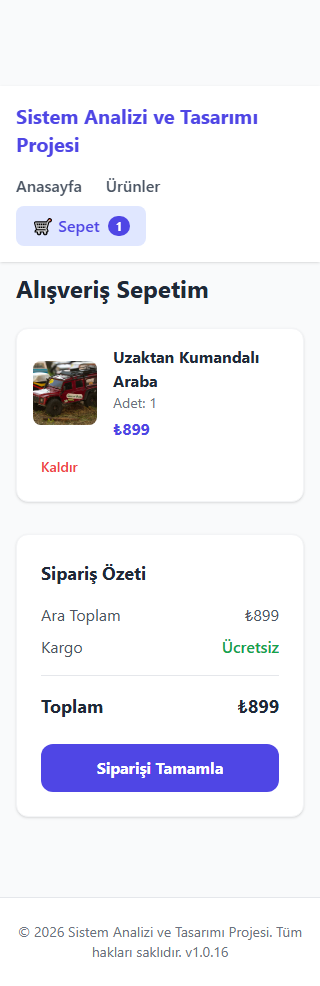 Sistem Analizi ve Tasarımı
Projesi
Anasayfa Ürünler
Sepet 1
Alışveriş Sepetim
Uzaktan Kumandalı
Araba
Adet: 1
₺899
Kaldır
Sipariş Özeti
Ara Toplam ₺899
Kargo Ücretsiz
Toplam ₺899
Siparişi Tamamla
© 2026 Sistem Analizi ve Tasarımı Projesi. Tüm
hakları saklıdır. v1.0.16